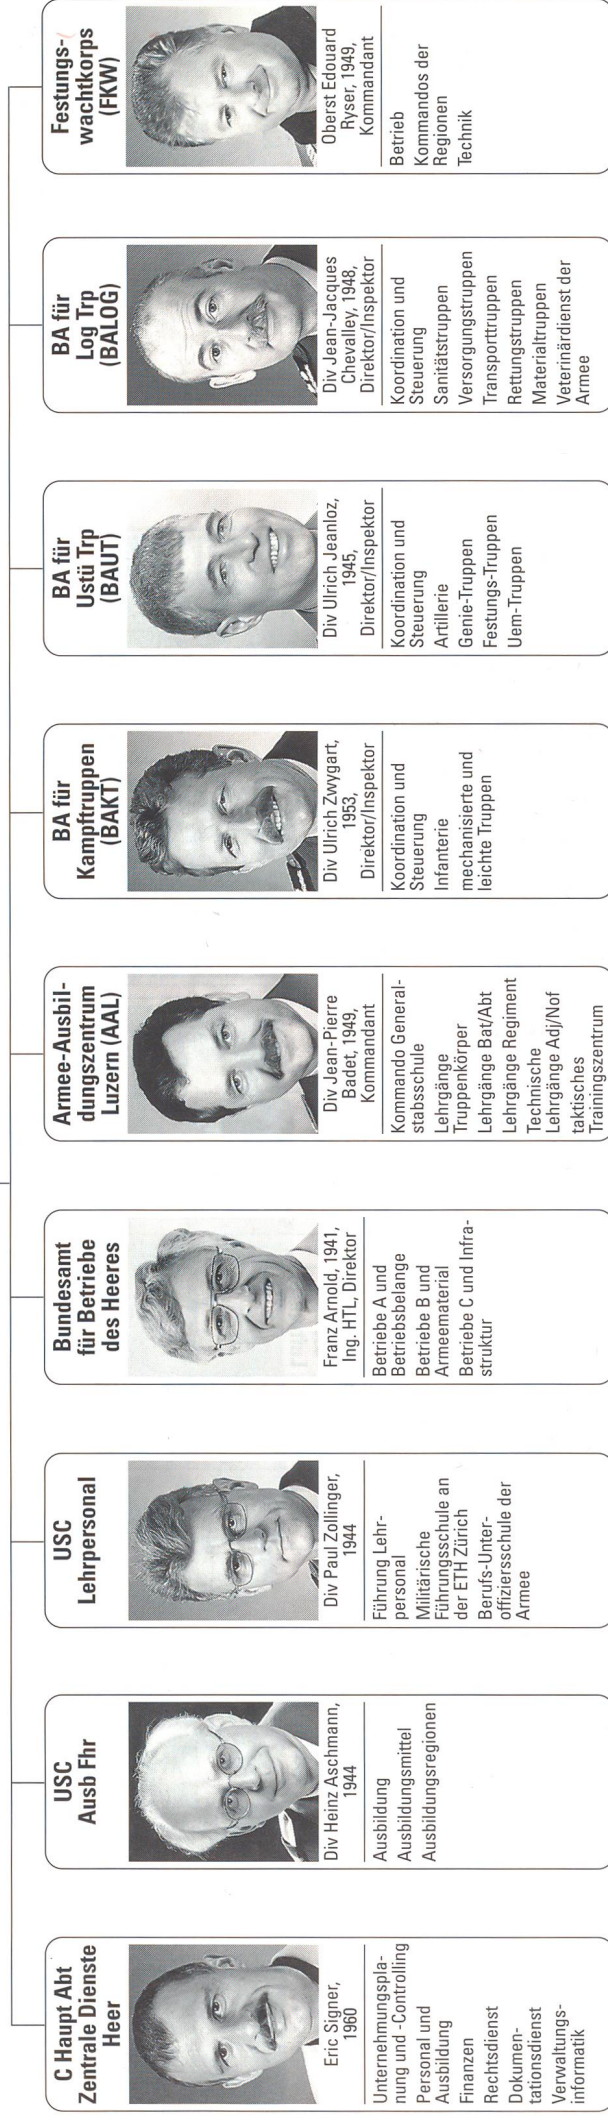 C Haupt Abt
Zentrale Dienste
Heer
Eric Signer,
1960
Unternehmungspla-
nung und -Controlling
Personal und
Ausbildung
Finanzen
Rechtsdienst
Dokumen-
tationsdienst
Verwaltungs-
informatik
USC
Ausb Fhr
Div Heinz Aschmann,
1944
Ausbildung
Ausbildungsmittel
Ausbildungsregionen
USC
Lehrpersonal
Div Paul Zollinger,
1944
Führung Lehr-
personal
Militärische
Führungsschule an
der ETH Zürich
Berufs-Unter-
offiziersschule der
Armee
Bundesamt
für Betriebe
des Heeres
Franz Arnold, 1941,
Ing. HTL, Direktor
Betriebe A und
Betriebsbelange
Betriebe B und
Armeematerial
Betriebe C und Infra-
struktur
Armee-Ausbil-
dungszentrum
Luzern (AAL)
Div Jean-Pierre
Badet, 1949,
Kommandant
Kommando General-
stabsschule
Lehrgänge
Truppenkörper
Lehrgänge Bat/Abt
Lehrgänge Regiment
Technische
Lehrgänge Adj/Nof
taktisches
Trainingszentrum
BA für
Kampftruppen
(BAKT)
Div Ulrich Zwygart,
1953,
Direktor/Inspektor
Koordination und
Steuerung
Infanterie
mechanisierte und
leichte Truppen
BA für
Ustü Trp
(BAUT)
Div Ulrich Jeanloz,
1945,
Direktor/Inspektor
Koordination und
Steuerung
Artillerie
Genie-Truppen
Festungs-Truppen
Uem-Truppen
BA für
Log Trp
(BALOG)
Div Jean-Jacques
Chevalley, 1948,
Direktor/Inspektor
Koordination und
Steuerung
Sanitätstruppen
Versorgungstruppen
Transporttruppen
Rettungstruppen
Materialtruppen
Veterinärdienst der
Armee
Festungs-
wachtkorps
(FKW)
Oberst Edouard
Ryser, 1949,
Kommandant
Betrieb
Kommandos der
Regionen
Technik